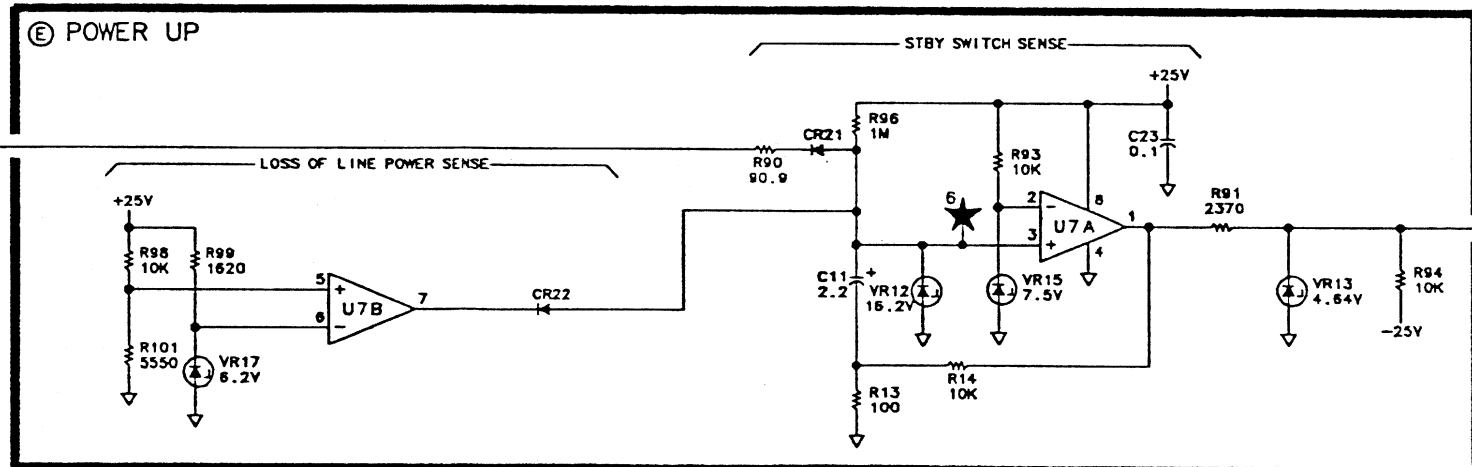 Ⓔ POWER UP
STBY SWITCH SENSE
+25V
R96
1M
CR21
C23
0.1
R90
90.9
R93
10K
LOSS OF LINE POWER SENSE
+25V
6
R91
2370
2
-
8
U7A
1
3
+
4
R98
10K
R99
1620
5
+
U7B
7
6
-
CR22
C11
2.2
+
VR12
16.2V
VR15
7.5V
VR13
4.64V
R94
10K
-25V
R101
5550
VR17
6.2V
R14
10K
R13
100